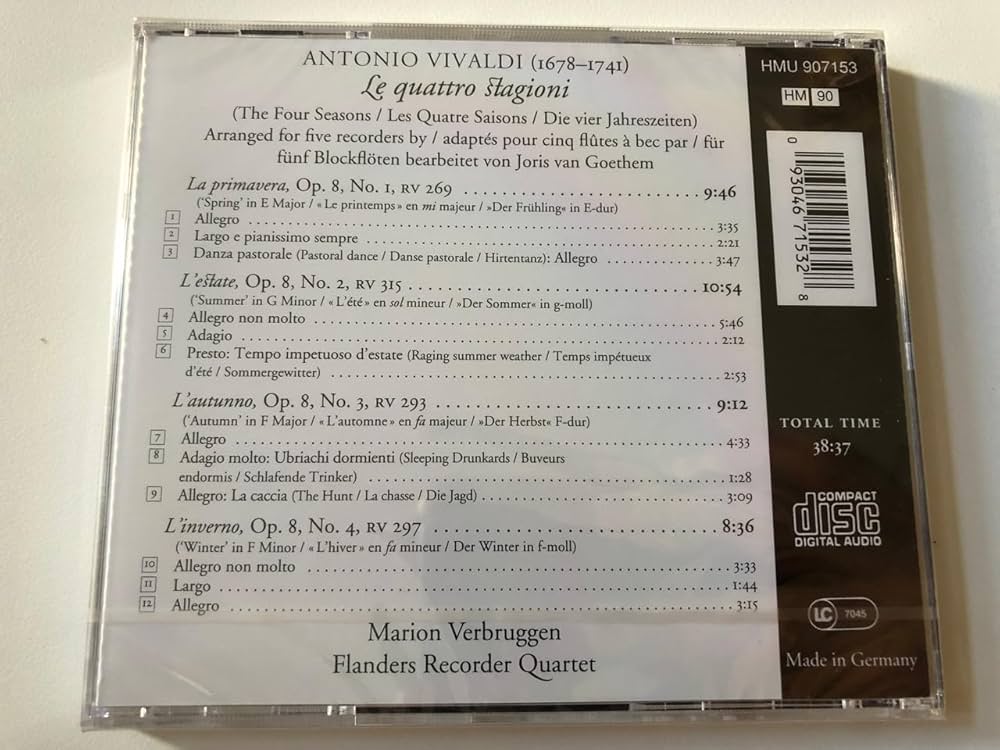 ANTONIO VIVALDI (1678–1741)
Le quattro stagioni
(The Four Seasons / Les Quatre Saisons / Die vier Jahreszeiten)
Arranged for five recorders by / adaptés pour cinq flûtes à bec par / für
fünf Blockflöten bearbeitet von Joris van Goethem
La primavera, Op. 8, No. 1, RV 269 ........................ 9:46
('Spring' in E Major / « Le printemps » en mi majeur / »Der Frühling« in E-dur)
1 Allegro ........................ 3:35
2 Largo e pianissimo sempre ........................ 2:21
3 Danza pastorale (Pastoral dance / Danse pastorale / Hirtentanz): Allegro ............ 3:47
L'estate, Op. 8, No. 2, RV 315 ........................ 10:54
('Summer' in G Minor / « L'été » en sol mineur / »Der Sommer« in g-moll)
4 Allegro non molto ........................ 5:46
5 Adagio ........................ 2:12
6 Presto: Tempo impetuoso d'estate (Raging summer weather / Temps impétueux
d'été / Sommergewitter) ........................ 2:53
L'autunno, Op. 8, No. 3, RV 293 ........................ 9:12
('Autumn' in F Major / « L'automne » en fa majeur / »Der Herbst« F-dur)
7 Allegro ........................ 4:33
8 Adagio molto: Ubriachi dormienti (Sleeping Drunkards / Buveurs
endormis / Schlafende Trinker) ........................ 1:28
9 Allegro: La caccia (The Hunt / La chasse / Die Jagd) ........................ 3:09
L'inverno, Op. 8, No. 4, RV 297 ........................ 8:36
('Winter' in F Minor / « L'hiver » en fa mineur / Der Winter in f-moll)
10 Allegro non molto ........................ 3:33
11 Largo ........................ 1:44
12 Allegro ........................ 3:15
Marion Verbruggen
Flanders Recorder Quartet
HMU 907153
HM 90
0 93046 71532 8
TOTAL TIME
38:37
COMPACT
disc
DIGITAL AUDIO
LC 7045
Made in Germany